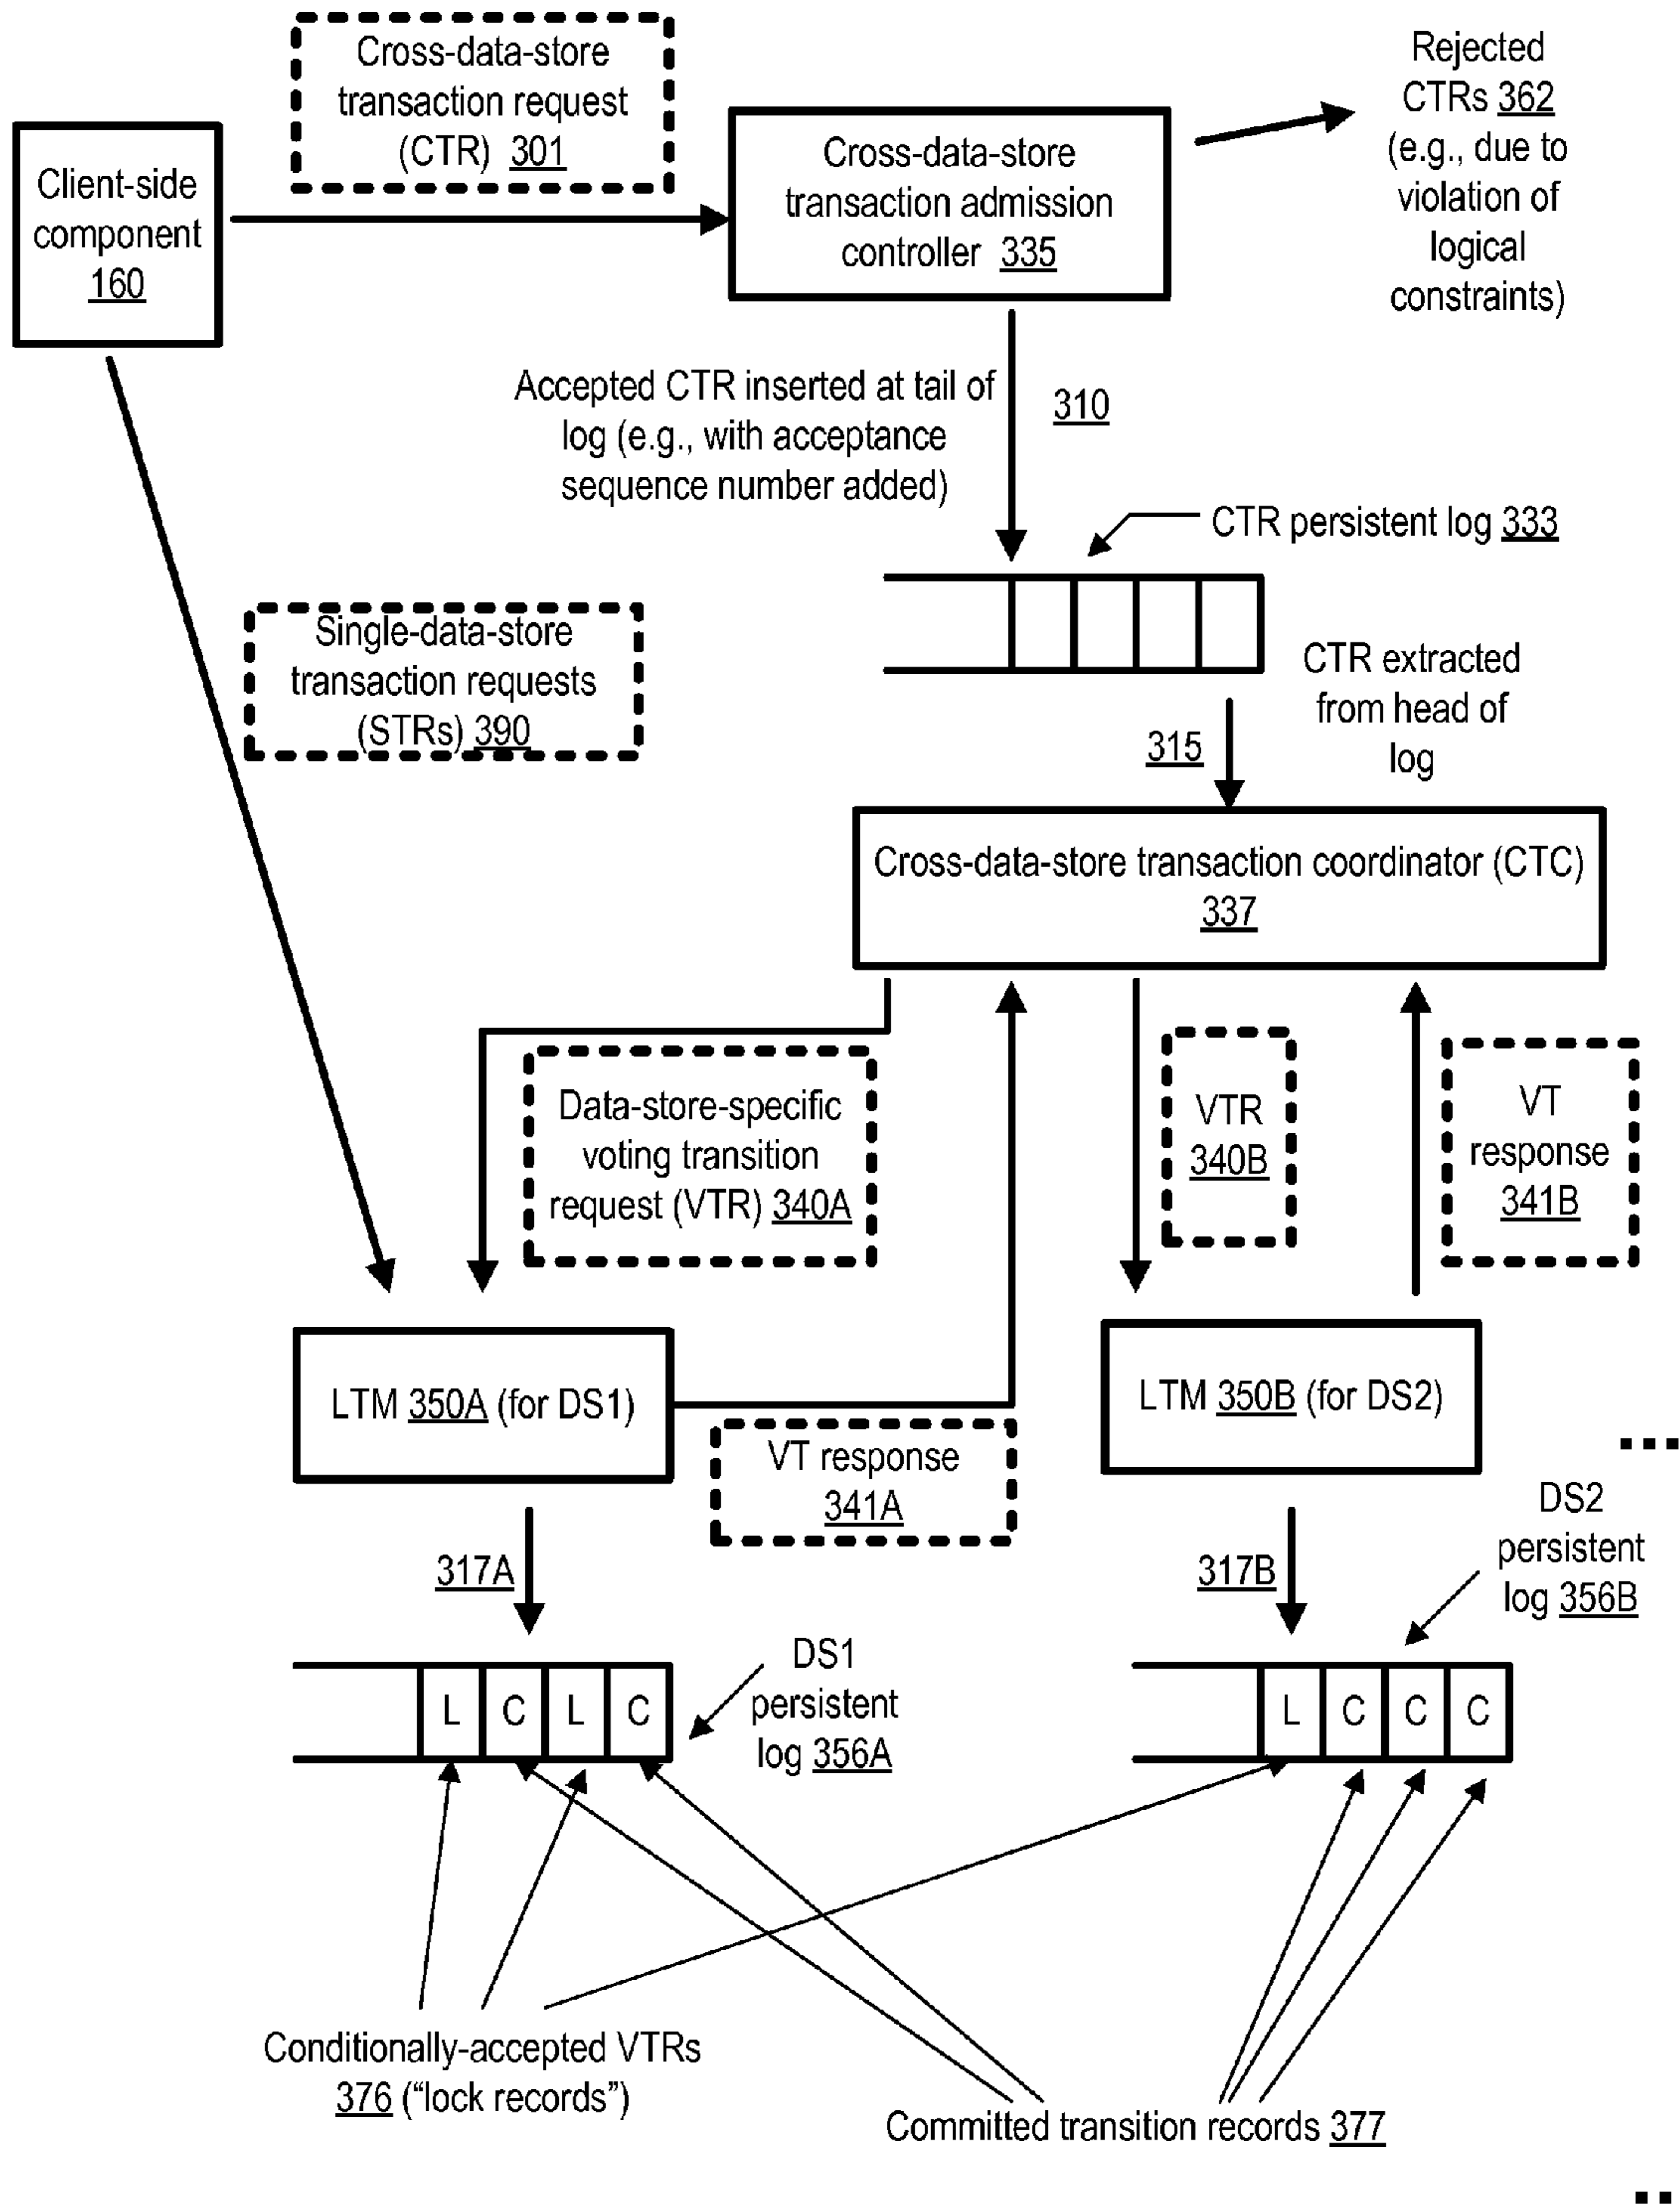 Cross-data-store
transaction request
(CTR) 301
Rejected
CTRs 362
(e.g., due to
violation of
logical
constraints)
Client-side
component
160
Cross-data-store
transaction admission
controller 335
Accepted CTR inserted at tail of
log (e.g., with acceptance
sequence number added)
310
CTR persistent log 333
Single-data-store
transaction requests
(STRs) 390
CTR extracted
from head of
log
315
Cross-data-store transaction coordinator (CTC)
337
Data-store-specific
voting transition
request (VTR) 340A
VTR
340B
VT
response
341B
LTM 350A (for DS1)
LTM 350B (for DS2)
VT response
341A
317A
317B
DS2
persistent
log 356B
DS1
persistent
log 356A
L C L C
L C C C
Conditionally-accepted VTRs
376 (“lock records”)
Committed transition records 377